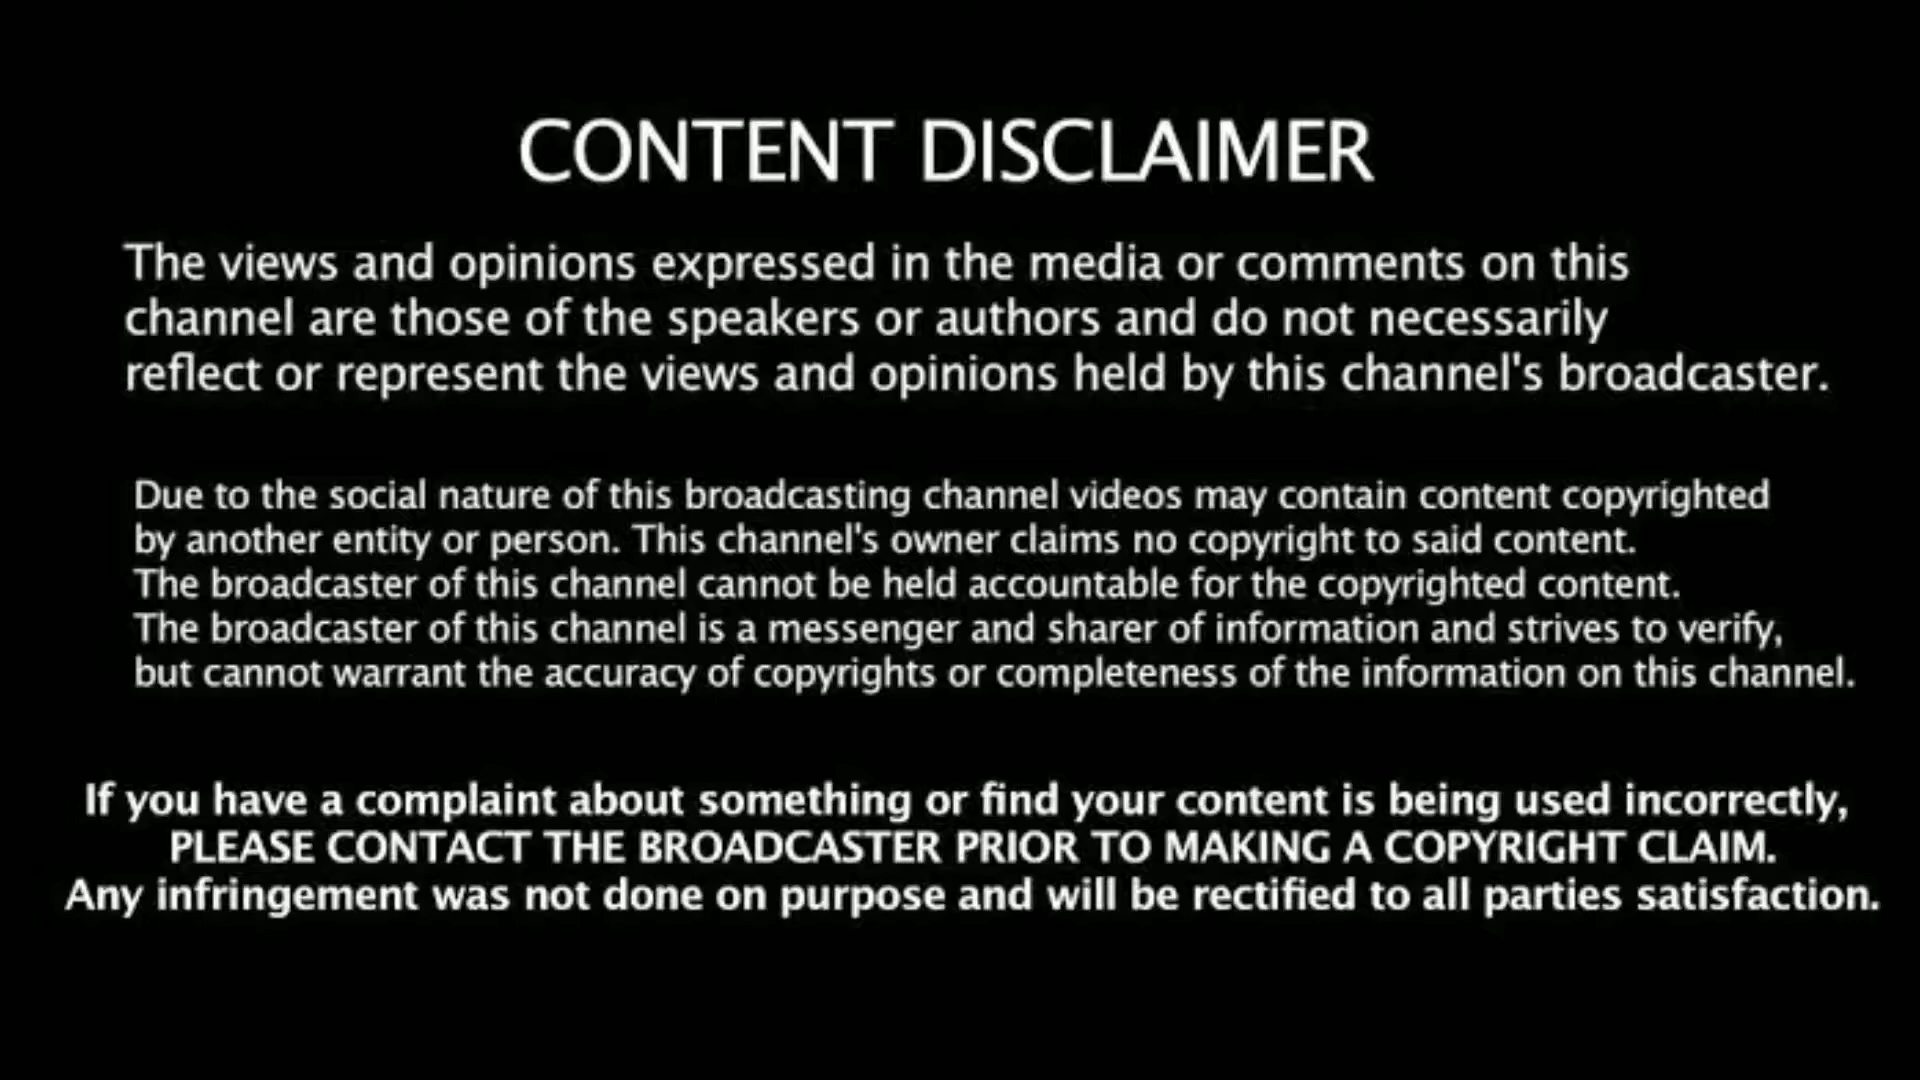 CONTENT DISCLAIMER
The views and opinions expressed in the media or comments on this
channel are those of the speakers or authors and do not necessarily
reflect or represent the views and opinions held by this channel's broadcaster.
Due to the social nature of this broadcasting channel videos may contain content copyrighted
by another entity or person. This channel's owner claims no copyright to said content.
The broadcaster of this channel cannot be held accountable for the copyrighted content.
The broadcaster of this channel is a messenger and sharer of information and strives to verify,
but cannot warrant the accuracy of copyrights or completeness of the information on this channel.
If you have a complaint about something or find your content is being used incorrectly,
PLEASE CONTACT THE BROADCASTER PRIOR TO MAKING A COPYRIGHT CLAIM.
Any infringement was not done on purpose and will be rectified to all parties satisfaction.